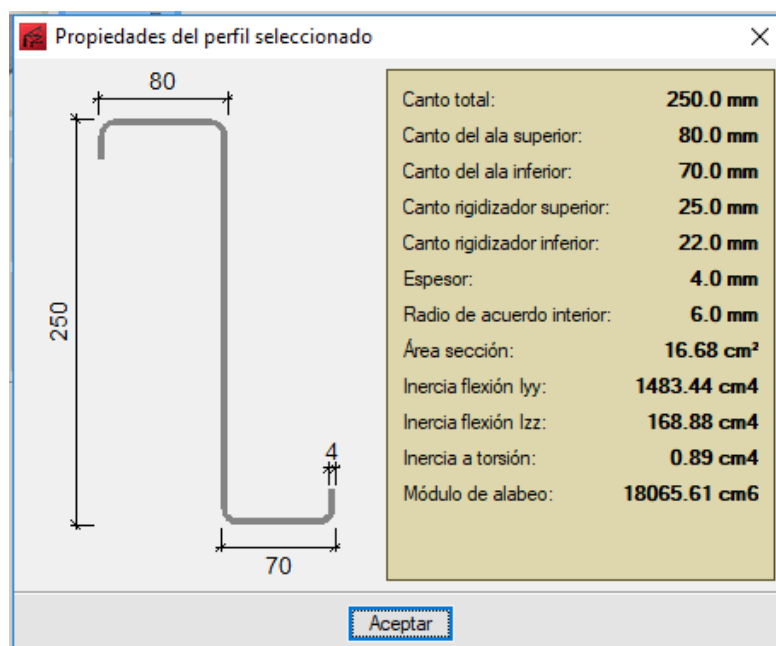 Propiedades del perfil seleccionado
80
250
4
70
Canto total: 250.0 mm
Canto del ala superior: 80.0 mm
Canto del ala inferior: 70.0 mm
Canto rigidizador superior: 25.0 mm
Canto rigidizador inferior: 22.0 mm
Espesor: 4.0 mm
Radio de acuerdo interior: 6.0 mm
Área sección: 16.68 cm²
Inercia flexión Iyy: 1483.44 cm4
Inercia flexión Izz: 168.88 cm4
Inercia a torsión: 0.89 cm4
Módulo de alabeo: 18065.61 cm6
Aceptar